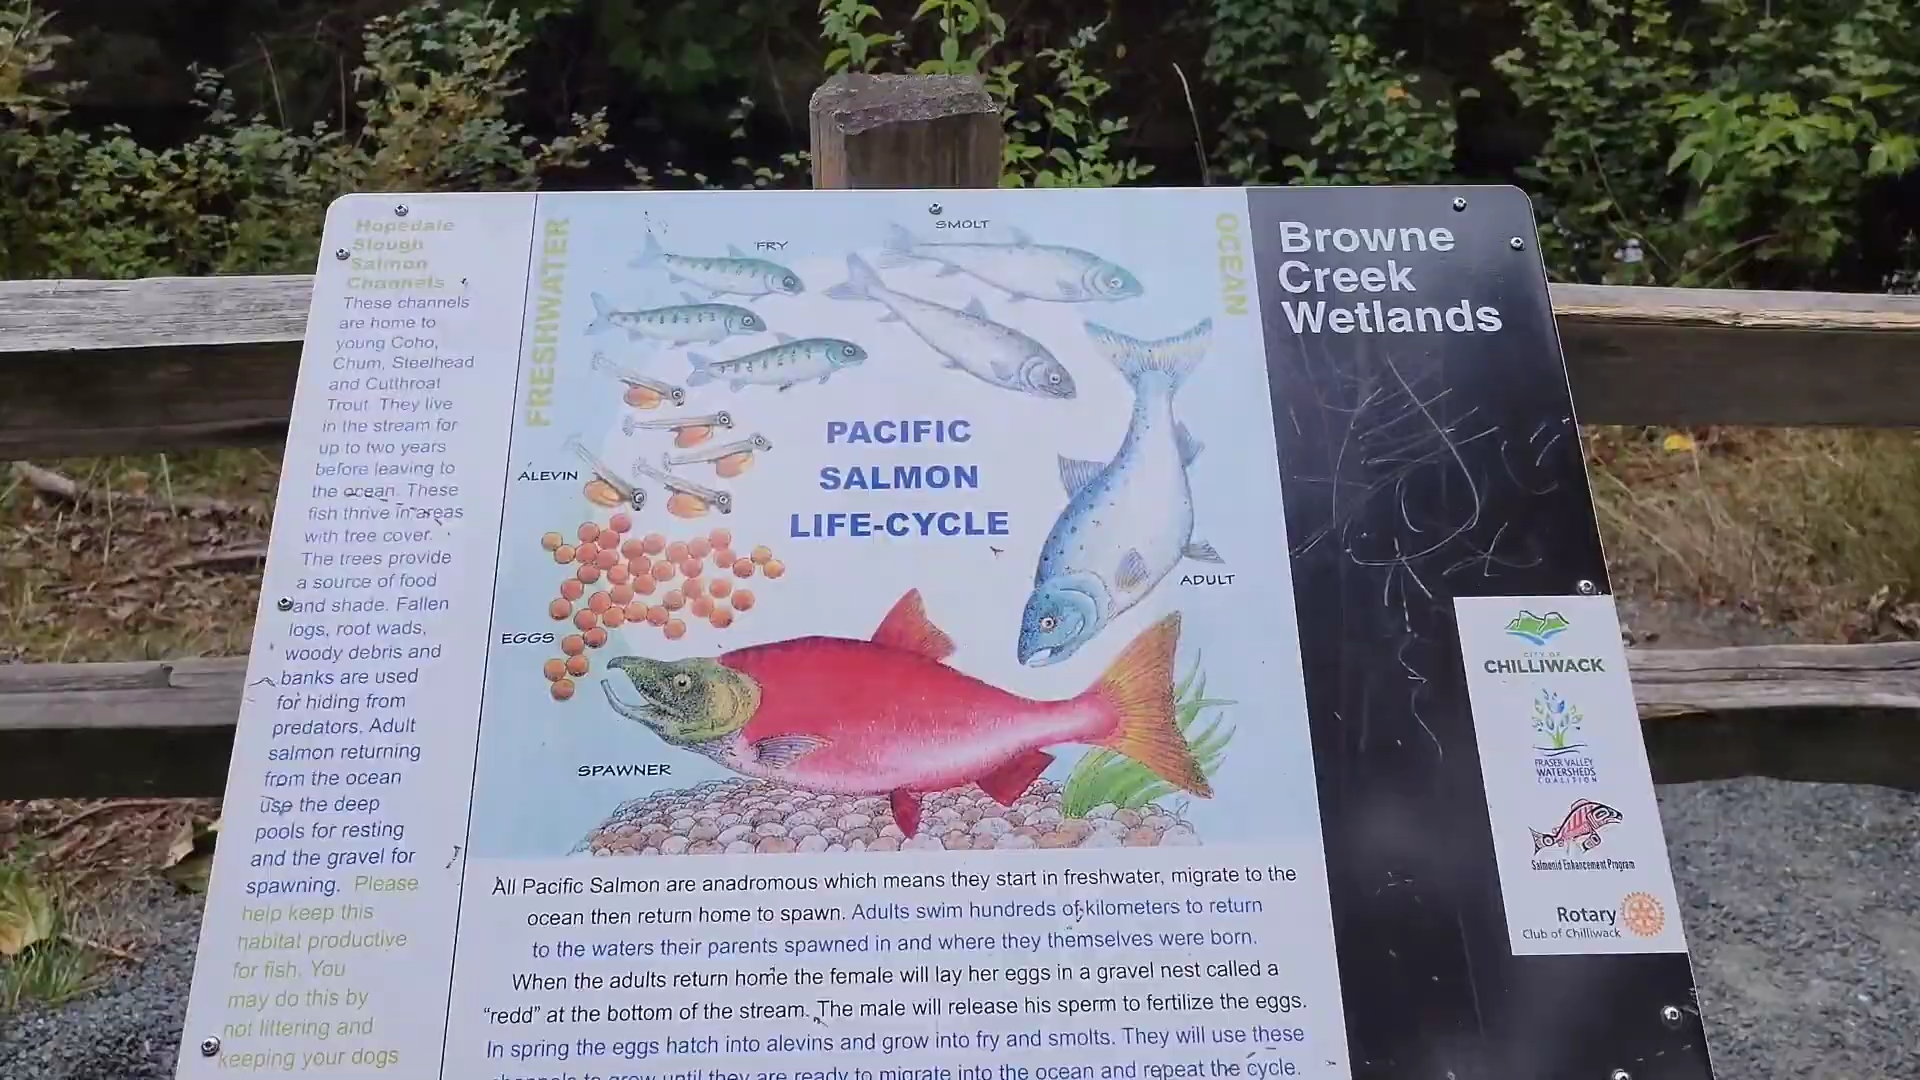 Hopedale
Slough
Salmon
Channels
These channels
are home to
young Coho,
Chum, Steelhead
and Cutthroat
Trout. They live
in the stream for
up to two years
before leaving to
the ocean. These
fish thrive in areas
with tree cover.
The trees provide
a source of food
and shade. Fallen
logs, root wads,
woody debris and
banks are used
for hiding from
predators. Adult
salmon returning
from the ocean
use the deep
pools for resting
and the gravel for
spawning. Please
help keep this
habitat productive
for fish. You
may do this by
not littering and
keeping your dogs
FRESHWATER
FRY
SMOLT
OCEAN
ALEVIN
PACIFIC
SALMON
LIFE-CYCLE
ADULT
EGGS
SPAWNER
All Pacific Salmon are anadromous which means they start in freshwater, migrate to the
ocean then return home to spawn. Adults swim hundreds of kilometers to return
to the waters their parents spawned in and where they themselves were born.
When the adults return home the female will lay her eggs in a gravel nest called a
“redd” at the bottom of the stream. The male will release his sperm to fertilize the eggs.
In spring the eggs hatch into alevins and grow into fry and smolts. They will use these
channels to grow until they are ready to migrate into the ocean and repeat the cycle.
Browne
Creek
Wetlands
CITY OF
CHILLIWACK
FRASER VALLEY
WATERSHEDS
COALITION
Salmonid Enhancement Program
Rotary
Club of Chilliwack